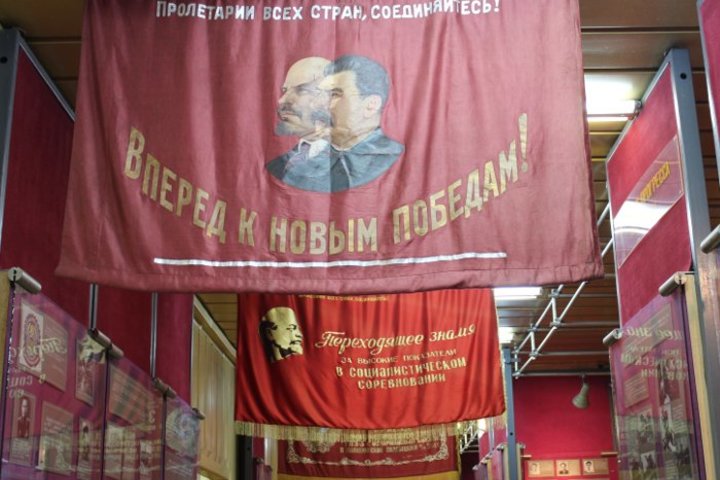 ПРОЛЕТАРИИ ВСЕХ СТРАН, СОЕДИНЯЙТЕСЬ!
ВПЕРЕД К НОВЫМ ПОБЕДАМ!
Переходящее знамя
ЗА ВЫСОКИЕ ПОКАЗАТЕЛИ
В СОЦИАЛИСТИЧЕСКОМ
СОРЕВНОВАНИИ